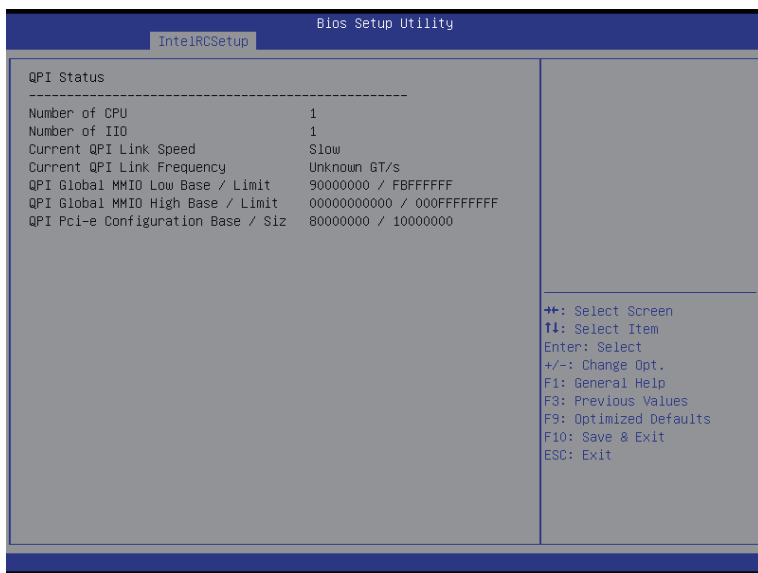 Bios Setup Utility
IntelRCSetup
QPI Status
--------------------------------------------------
Number of CPU 1
Number of IIO 1
Current QPI Link Speed Slow
Current QPI Link Frequency Unknown GT/s
QPI Global MMIO Low Base / Limit 90000000 / FBFFFFFF
QPI Global MMIO High Base / Limit 00000000000 / 000FFFFFFFF
QPI Pci-e Configuration Base / Siz 80000000 / 10000000
→←: Select Screen
↑↓: Select Item
Enter: Select
+/-: Change Opt.
F1: General Help
F3: Previous Values
F9: Optimized Defaults
F10: Save & Exit
ESC: Exit